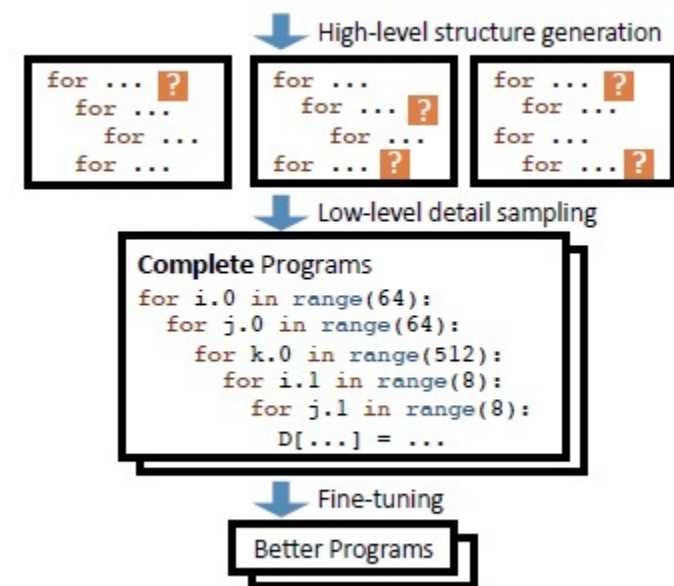 High-level structure generation
for ... ?
for ...
for ...
for ...
for ...
for ... ?
for ...
for ... ?
for ... ?
for ...
for ...
for ... ?
Low-level detail sampling
Complete Programs
for i.0 in range(64):
for j.0 in range(64):
for k.0 in range(512):
for i.1 in range(8):
for j.1 in range(8):
D[...] = ...
Fine-tuning
Better Programs